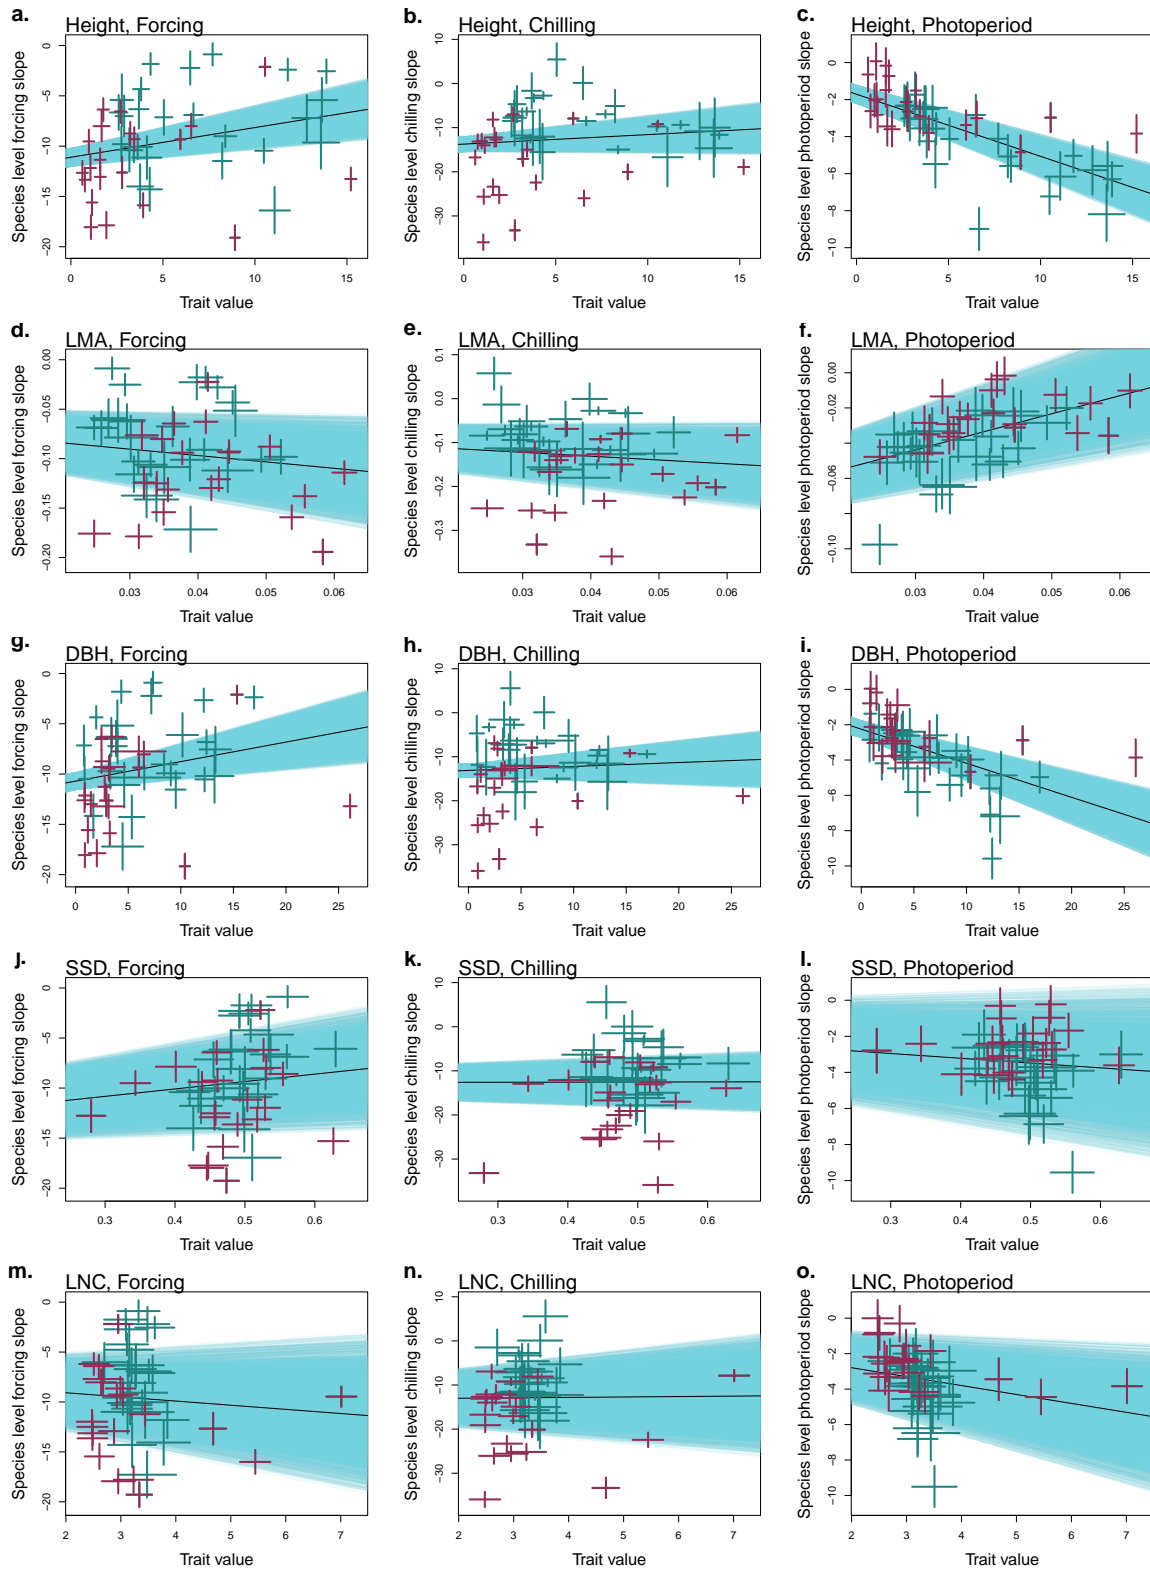 a. Height, Forcing
Species level forcing slope
0
−5
−10
−15
−20
0 5 10 15
Trait value
b. Height, Chilling
Species level chilling slope
10
0
−10
−20
−30
0 5 10 15
Trait value
c. Height, Photoperiod
Species level photoperiod slope
0
−2
−4
−6
−8
−10
0 5 10 15
Trait value
d. LMA, Forcing
Species level forcing slope
0.00
−0.05
−0.10
−0.15
−0.20
0.03 0.04 0.05 0.06
Trait value
e. LMA, Chilling
Species level chilling slope
0.1
0.0
−0.1
−0.2
−0.3
0.03 0.04 0.05 0.06
Trait value
f. LMA, Photoperiod
Species level photoperiod slope
0.00
−0.02
−0.06
−0.10
0.03 0.04 0.05 0.06
Trait value
g. DBH, Forcing
Species level forcing slope
0
−5
−10
−15
−20
0 5 10 15 20 25
Trait value
h. DBH, Chilling
Species level chilling slope
10
0
−10
−20
−30
0 5 10 15 20 25
Trait value
i. DBH, Photoperiod
Species level photoperiod slope
0
−2
−4
−6
−8
−10
0 5 10 15 20 25
Trait value
j. SSD, Forcing
Species level forcing slope
0
−5
−10
−15
−20
0.3 0.4 0.5 0.6
Trait value
k. SSD, Chilling
Species level chilling slope
10
0
−10
−20
−30
0.3 0.4 0.5 0.6
Trait value
l. SSD, Photoperiod
Species level photoperiod slope
0
−2
−4
−6
−8
−10
0.3 0.4 0.5 0.6
Trait value
m. LNC, Forcing
Species level forcing slope
0
−5
−10
−15
−20
2 3 4 5 6 7
Trait value
n. LNC, Chilling
Species level chilling slope
10
0
−10
−20
−30
2 3 4 5 6 7
Trait value
o. LNC, Photoperiod
Species level photoperiod slope
0
−2
−4
−6
−8
−10
2 3 4 5 6 7
Trait value